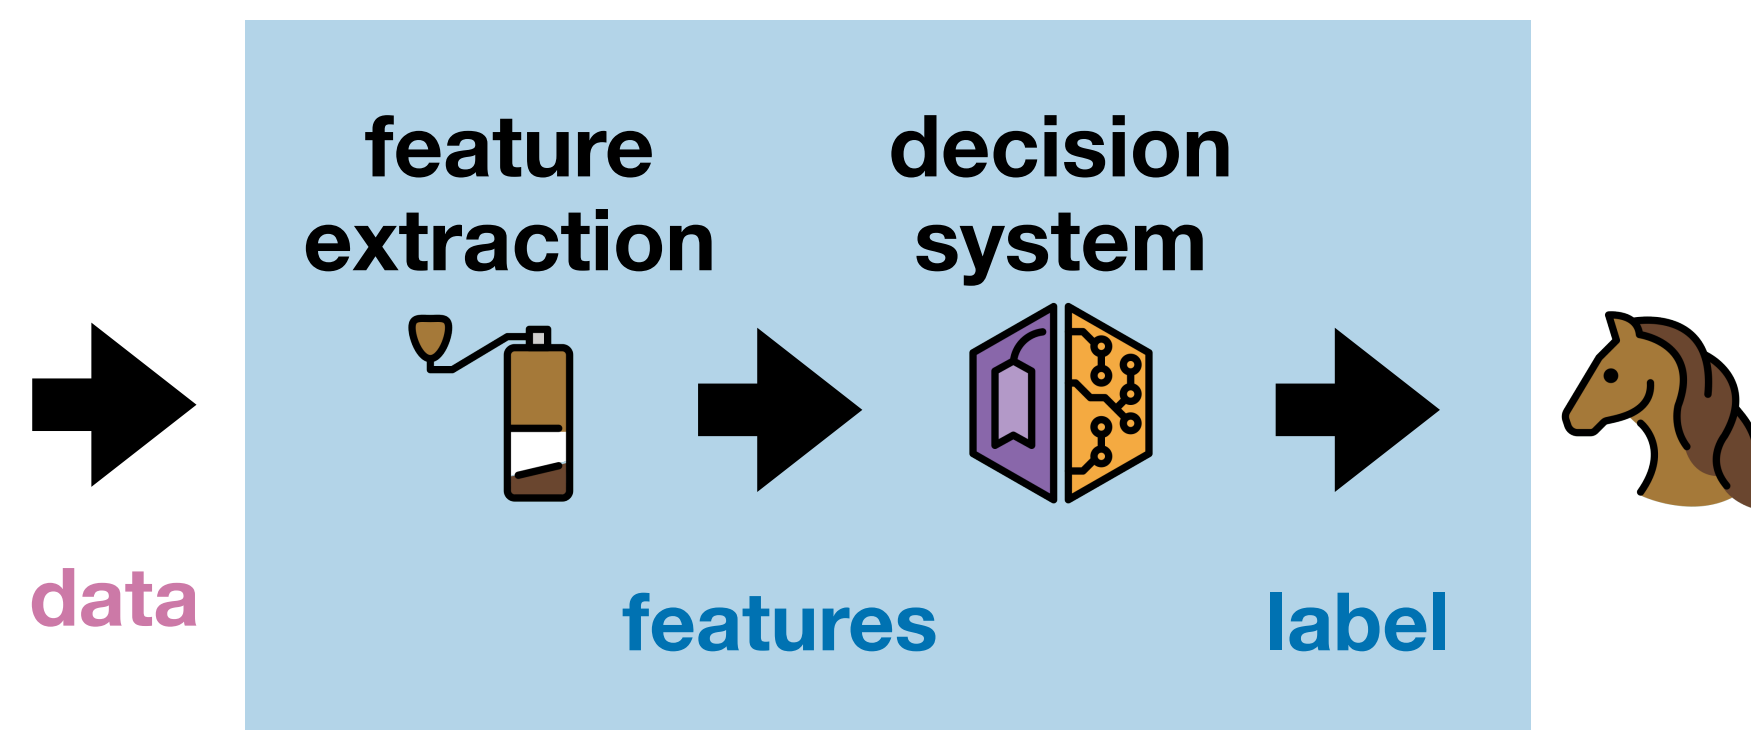 feature
extraction
decision
system
data
features
label